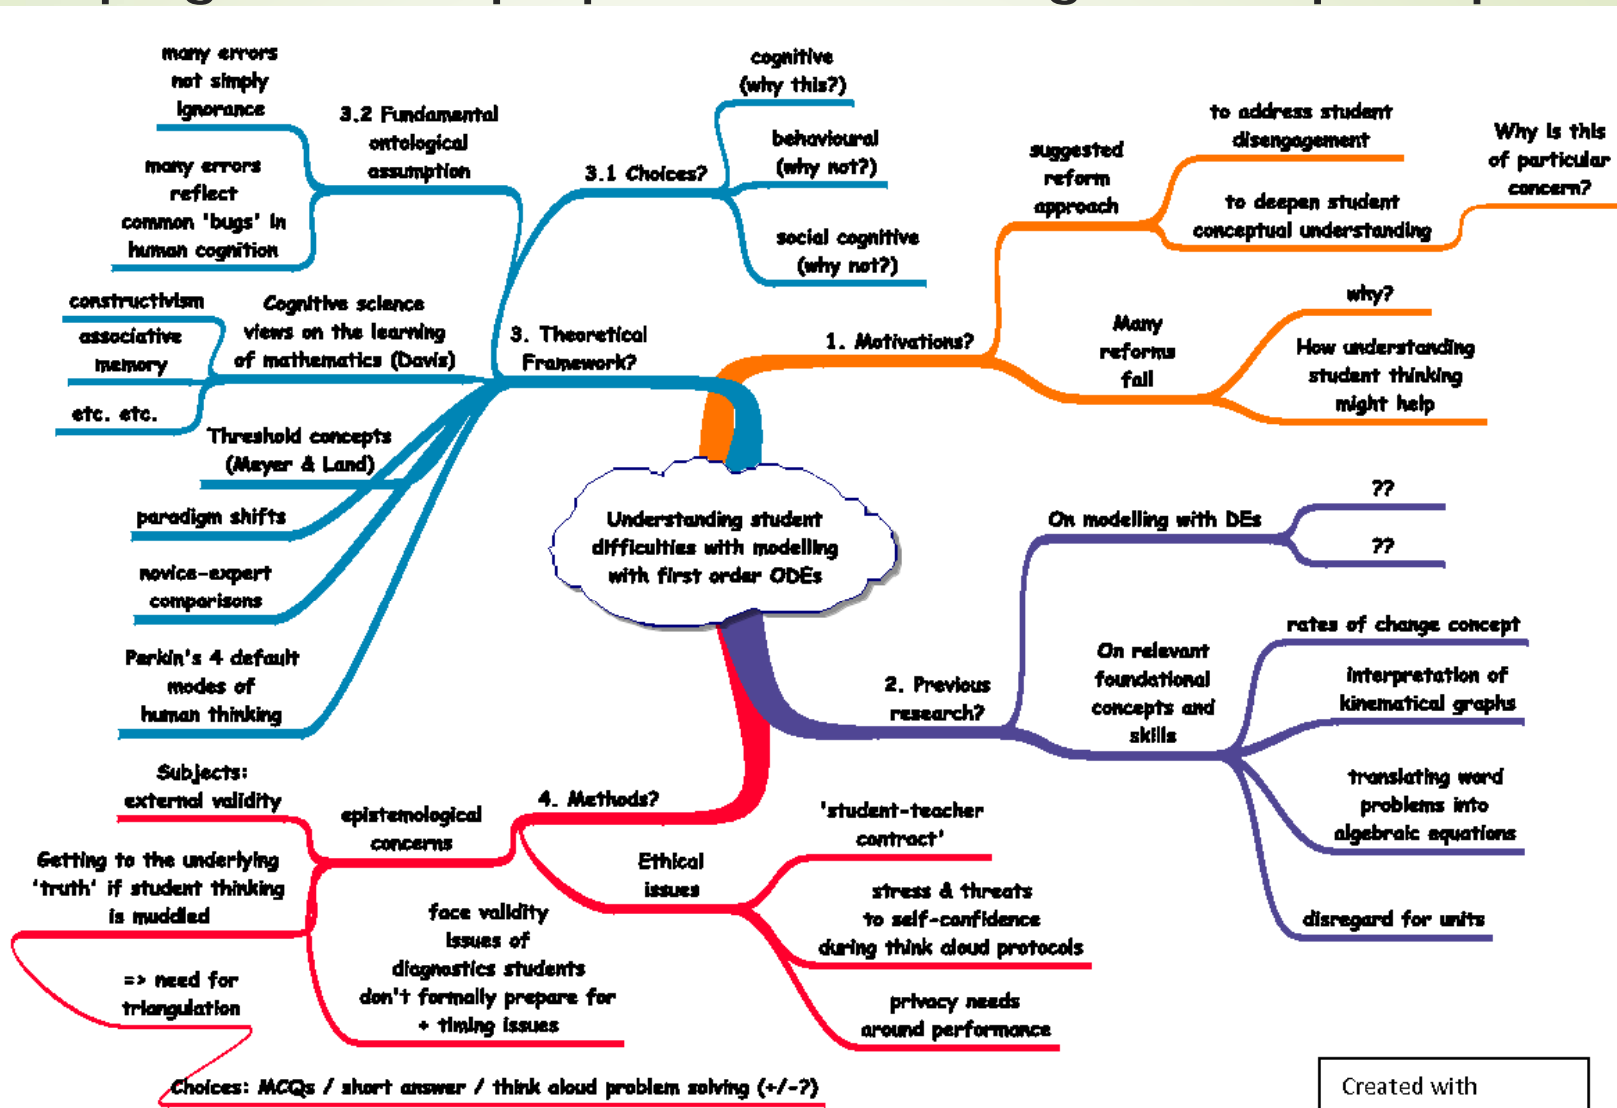 many errors
not simply
ignorance
3.2 Fundamental
ontological
assumption
many errors
reflect
common 'bugs' in
human cognition
cognitive
(why this?)
behavioural
(why not?)
3.1 Choices?
social cognitive
(why not?)
suggested
reform
approach
to address student
disengagement
to deepen student
conceptual understanding
Why is this
of particular
concern?
constructivism
associative
memory
etc. etc.
Cognitive science
views on the learning
of mathematics (Davis)
3. Theoretical
Framework?
1. Motivations?
Many
reforms
fail
why?
How understanding
student thinking
might help
Threshold concepts
(Meyer & Land)
paradigm shifts
novice-expert
comparisons
Perkin's 4 default
modes of
human thinking
Understanding student
difficulties with modelling
with first order ODEs
On modelling with DEs
??
??
2. Previous
research?
On relevant
foundational
concepts and
skills
rates of change concept
interpretation of
kinematical graphs
translating word
problems into
algebraic equations
disregard for units
Subjects:
external validity
epistemological
concerns
4. Methods?
Getting to the underlying
'truth' if student thinking
is muddled
=> need for
triangulation
face validity
issues of
diagnostics students
don't formally prepare for
+ timing issues
Ethical
issues
'student-teacher
contract'
stress & threats
to self-confidence
during think aloud protocols
privacy needs
around performance
Choices: MCQs / short answer / think aloud problem solving (+/-?)
Created with